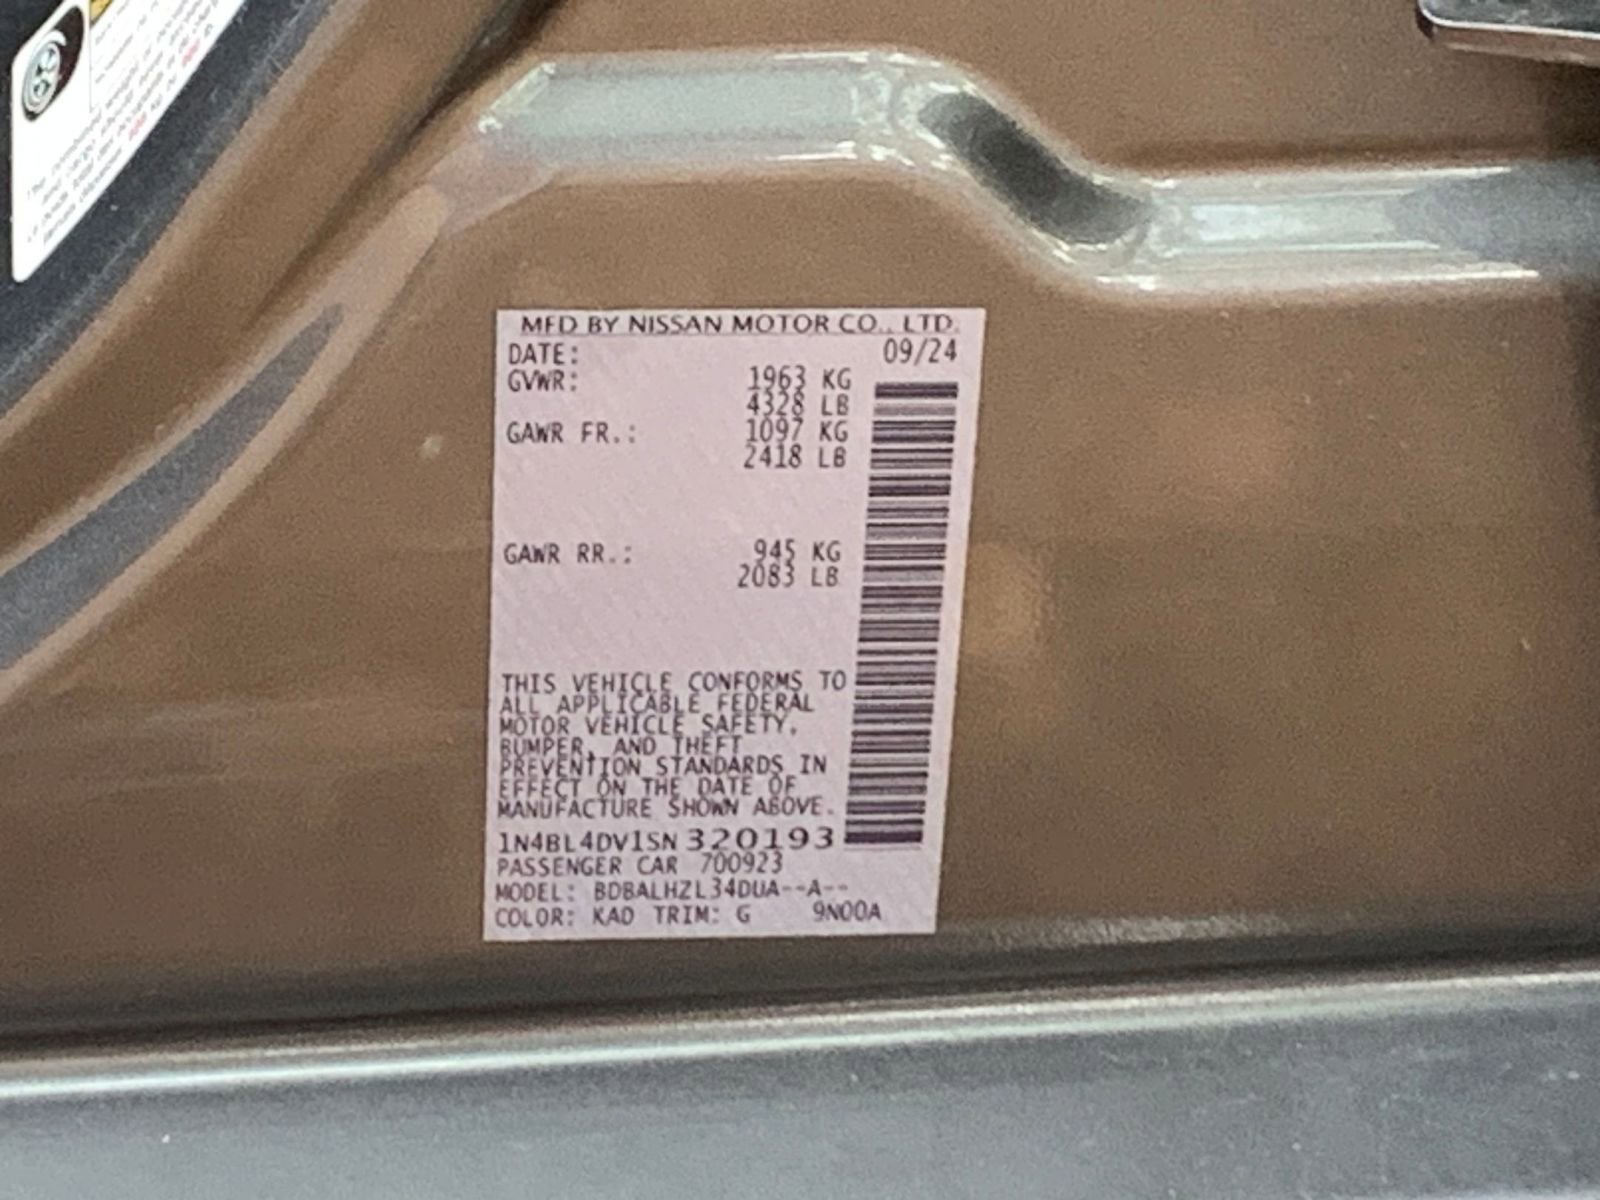 MFD BY NISSAN MOTOR CO., LTD.
DATE: 09/24
GVWR: 1963 KG
4328 LB
GAWR FR.: 1097 KG
2418 LB
GAWR RR.: 945 KG
2083 LB
THIS VEHICLE CONFORMS TO
ALL APPLICABLE FEDERAL
MOTOR VEHICLE SAFETY,
BUMPER, AND THEFT
PREVENTION STANDARDS IN
EFFECT ON THE DATE OF
MANUFACTURE SHOWN ABOVE.
1N4BL4DV1SN 320193
PASSENGER CAR 700923
MODEL: BDBALHZL34DUA--A--
COLOR: KAD TRIM: G 9N00A